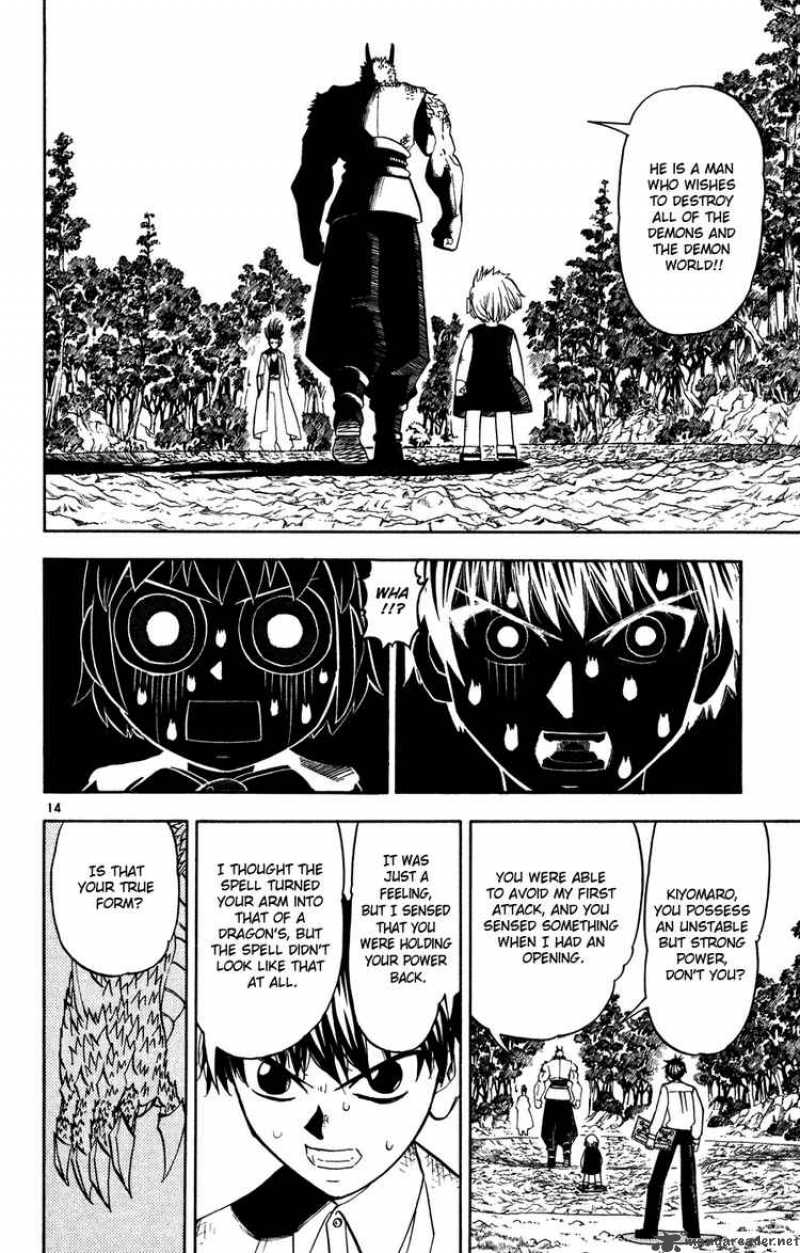 HE IS A MAN
WHO WISHES
TO DESTROY
ALL OF THE
DEMONS AND
THE DEMON
WORLD!!
WHA
!!?
14
KIYOMARO,
YOU POSSESS
AN UNSTABLE
BUT STRONG
POWER,
DON'T YOU?
YOU WERE ABLE
TO AVOID MY FIRST
ATTACK, AND YOU
SENSED SOMETHING
WHEN I HAD AN
OPENING.
IT WAS
JUST A
FEELING,
BUT I SENSED
THAT YOU
WERE HOLDING
YOUR POWER
BACK.
I THOUGHT THE
SPELL TURNED
YOUR ARM INTO
THAT OF A
DRAGON'S, BUT
THE SPELL DIDN'T
LOOK LIKE THAT
AT ALL.
IS THAT
YOUR TRUE
FORM?
mangareader.net